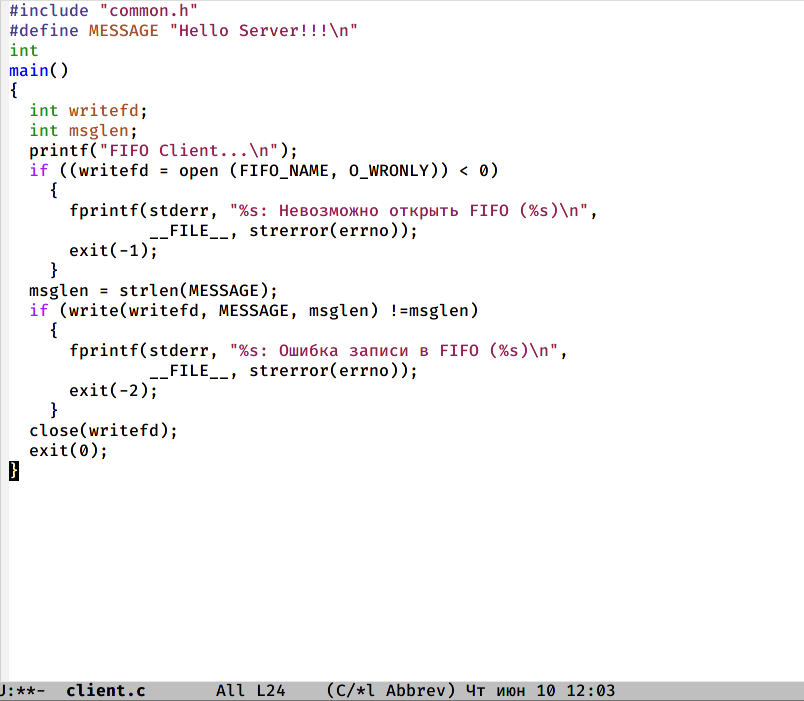 #include "common.h"
#define MESSAGE "Hello Server!!!\n"
int
main()
{
  int writefd;
  int msglen;
  printf("FIFO Client...\n");
  if ((writefd = open (FIFO_NAME, O_WRONLY)) < 0)
    {
      fprintf(stderr, "%s: Невозможно открыть FIFO (%s)\n",
              __FILE__, strerror(errno));
      exit(-1);
    }
  msglen = strlen(MESSAGE);
  if (write(writefd, MESSAGE, msglen) !=msglen)
    {
      fprintf(stderr, "%s: Ошибка записи в FIFO (%s)\n",
              __FILE__, strerror(errno));
      exit(-2);
    }
  close(writefd);
  exit(0);
}
U:**-  client.c       All L24    (C/*l Abbrev) Чт июн 10 12:03